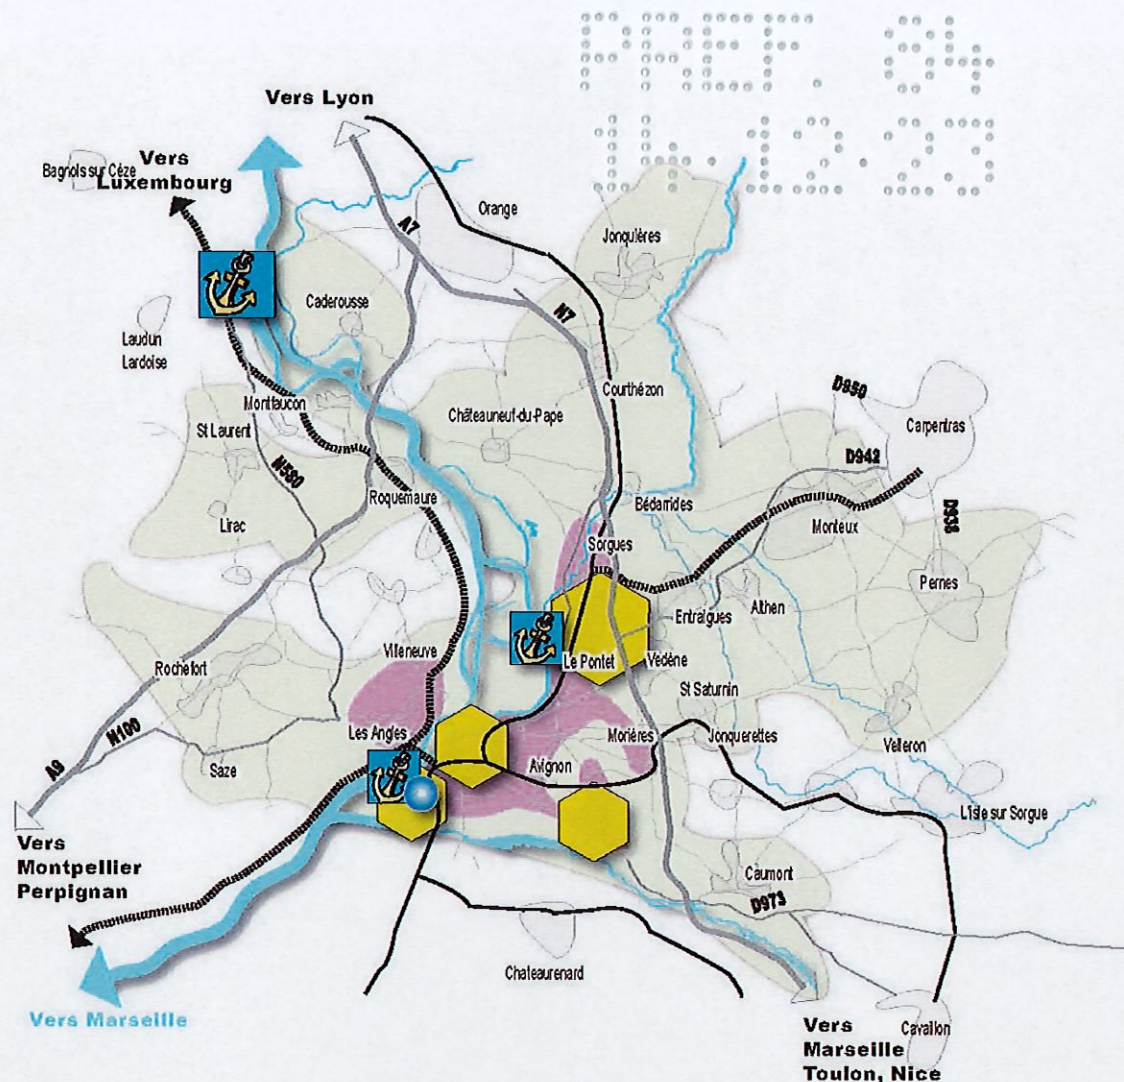 PREF. 84
14.12.23
Vers Lyon
Vers
Luxembourg
Bagnols sur Cèze
Orange
A7
Jonquières
Caderousse
N7
Laudun
Lardoise
Courthézon
D950
Montfaucon
Châteauneuf-du-Pape
Carpentras
St Laurent
D942
N580
Roquemaure
Bédarrides
D938
Lirac
Monteux
Sorgues
Pernes
Althen
Entraigues
Villeneuve
Le Pontet
Vedène
Rochefort
St Saturnin
Les Angles
Morières
Jonquerettes
N100
Velleron
A9
Saze
Avignon
L'isle sur Sorgue
Vers
Montpellier
Perpignan
Caumont
D973
Chateaurenard
Vers Marseille
Cavaillon
Vers
Marseille
Toulon, Nice